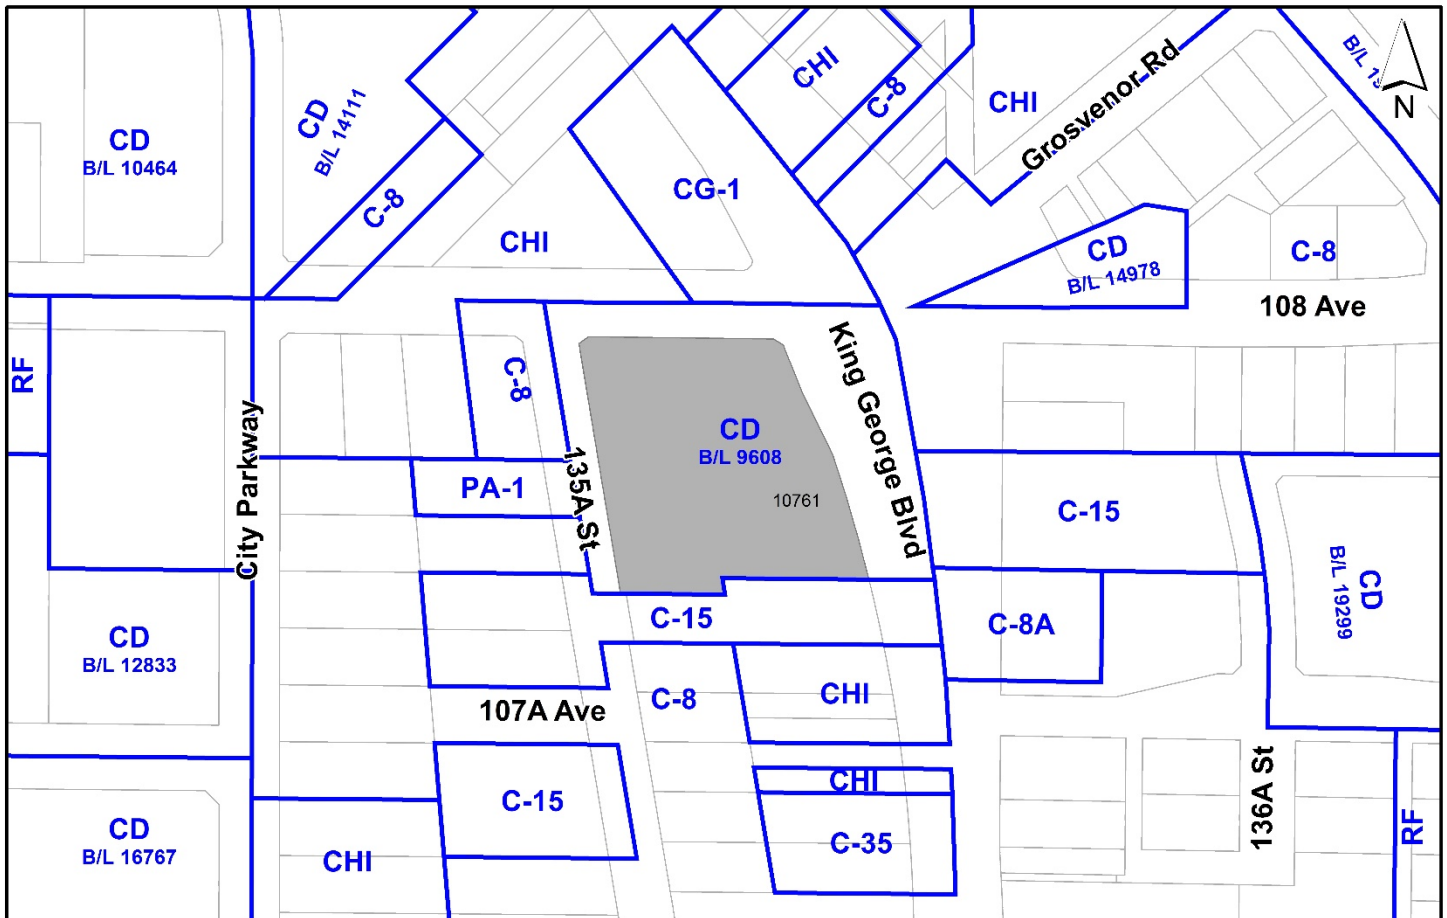 CHI
C-8
CHI
Grosvenor Rd
B/L
N
CD
B/L 10464
CD
B/L 14111
C-8
CHI
CG-1
CD
B/L 14978
C-8
108 Ave
RF
City Parkway
C-8
135A St
PA-1
CD
B/L 9608
10761
King George Blvd
C-15
CD
B/L 19299
CD
B/L 12833
C-15
C-8A
107A Ave
C-8
CHI
CD
B/L 16767
CHI
C-15
CHI
C-35
136A St
RF